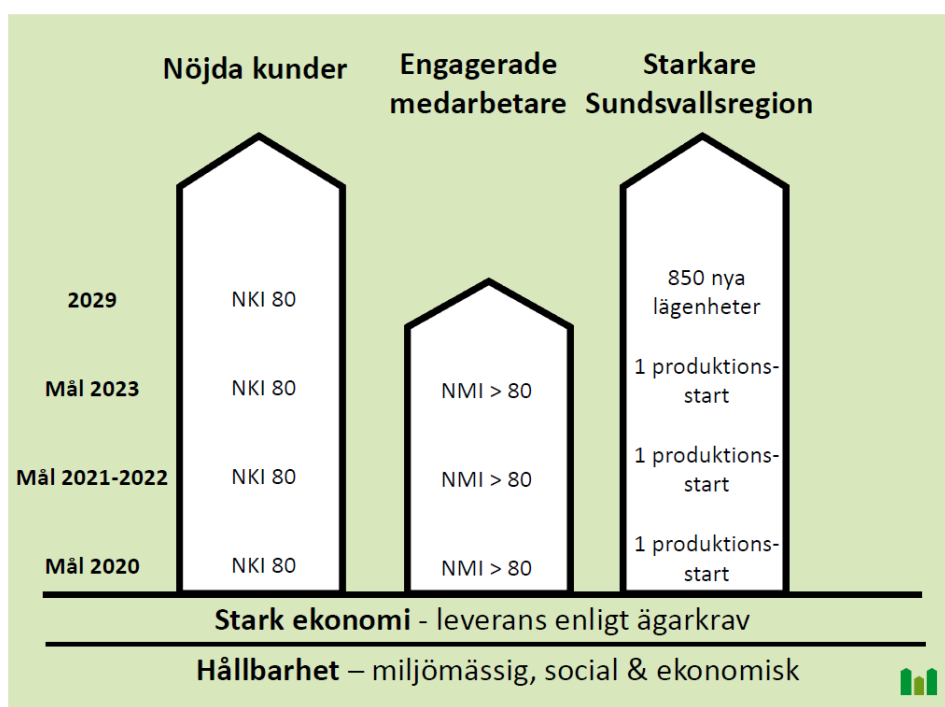 Nöjda kunder
Engagerade
medarbetare
Starkare
Sundsvallsregion
2029
NKI 80
850 nya
lägenheter
Mål 2023
NKI 80
NMI > 80
1 produktions-
start
Mål 2021-2022
NKI 80
NMI > 80
1 produktions-
start
Mål 2020
NKI 80
NMI > 80
1 produktions-
start
Stark ekonomi - leverans enligt ägarkrav
Hållbarhet – miljömässig, social & ekonomisk